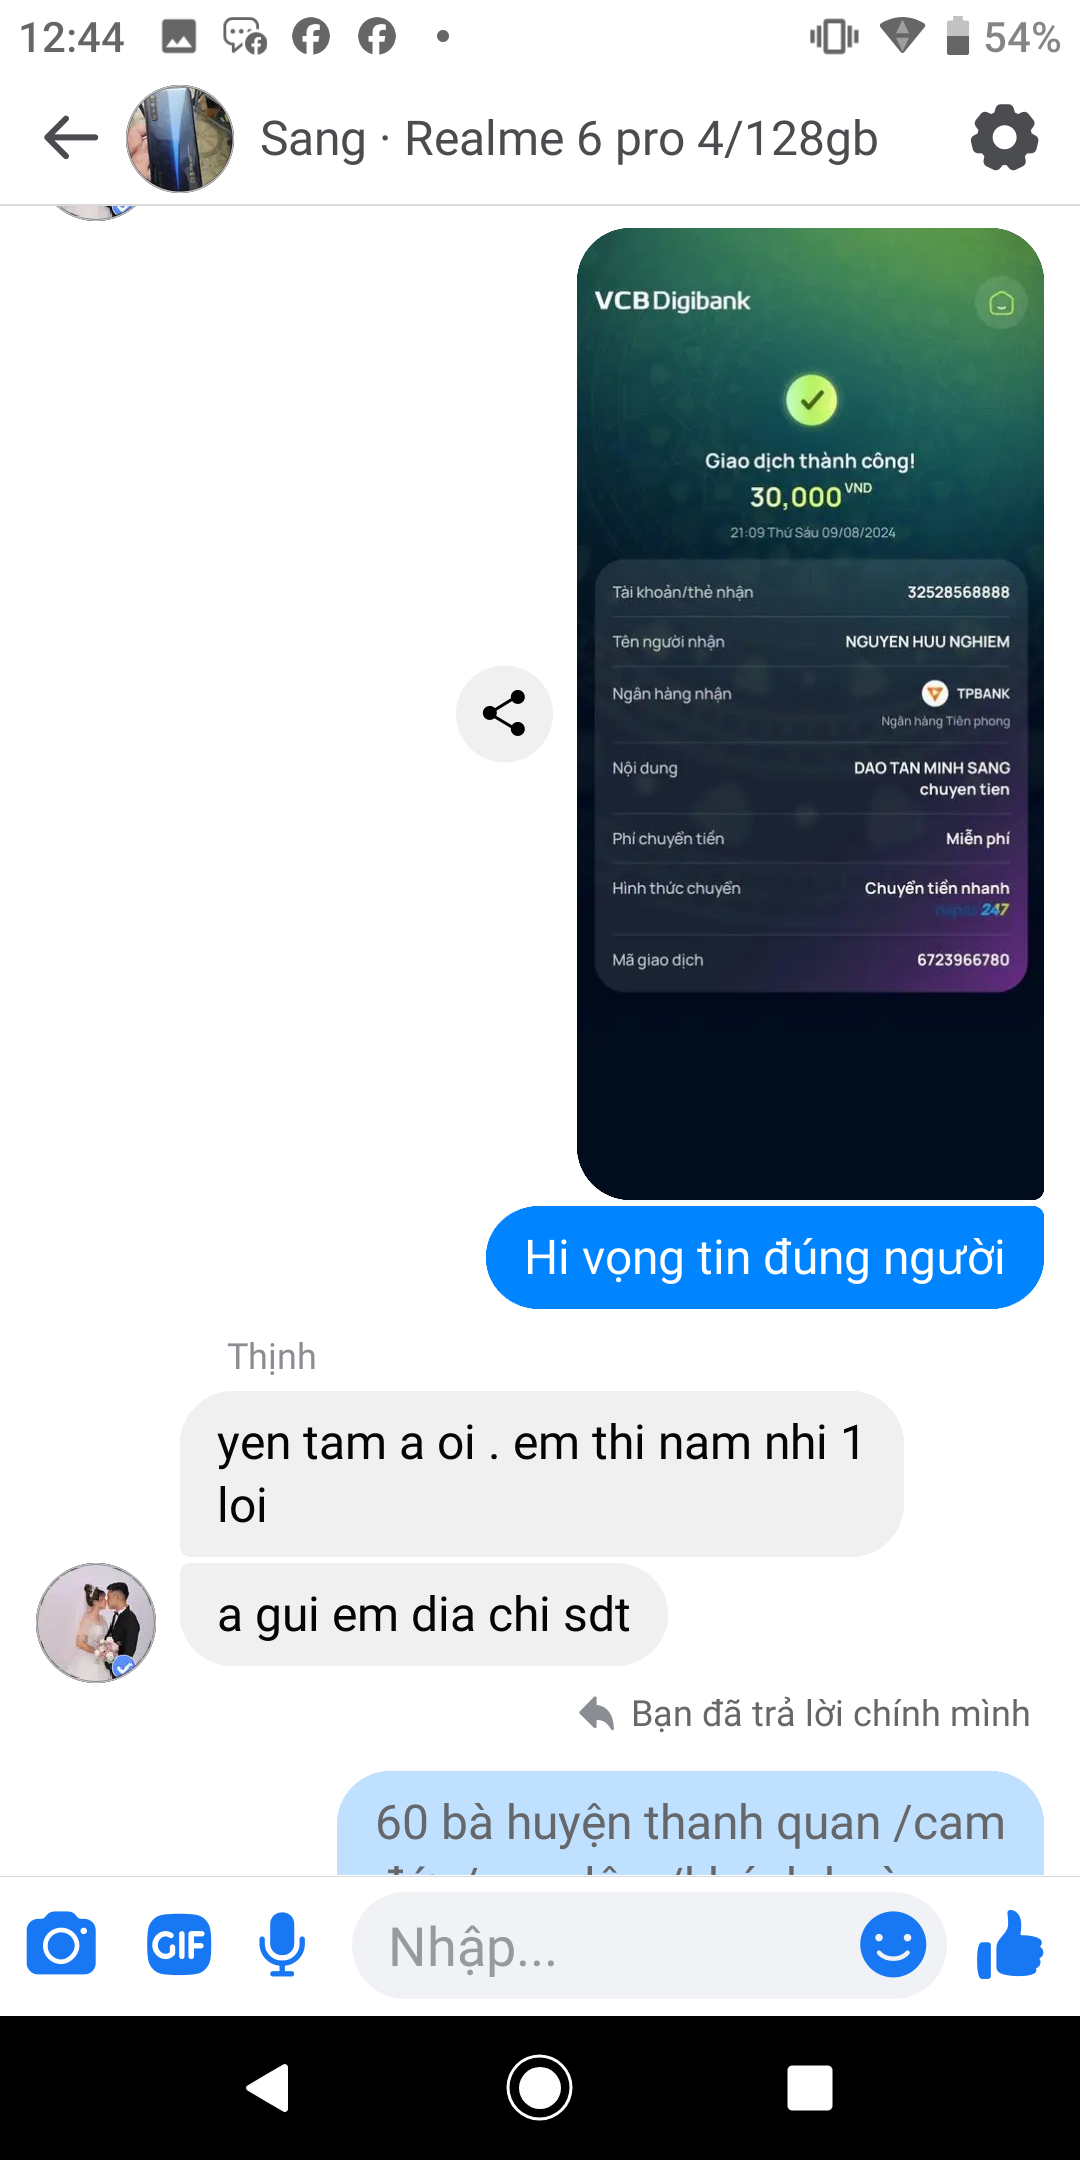 12:44
54%
Sang · Realme 6 pro 4/128gb
VCB Digibank
Giao dịch thành công!
30,000 VND
21:09 Thứ Sáu 09/08/2024
Tài khoản/thẻ nhận 32528568888
Tên người nhận NGUYEN HUU NGHIEM
Ngân hàng nhận TPBANK
Ngân hàng Tiên phong
Nội dung DAO TAN MINH SANG
chuyen tien
Phí chuyển tiền Miễn phí
Hình thức chuyển Chuyển tiền nhanh
napas 247
Mã giao dịch 6723966780
Hi vọng tin đúng người
Thịnh
yen tam a oi . em thi nam nhi 1
loi
a gui em dia chi sdt
Bạn đã trả lời chính mình
60 bà huyện thanh quan /cam
GIF
Nhập...